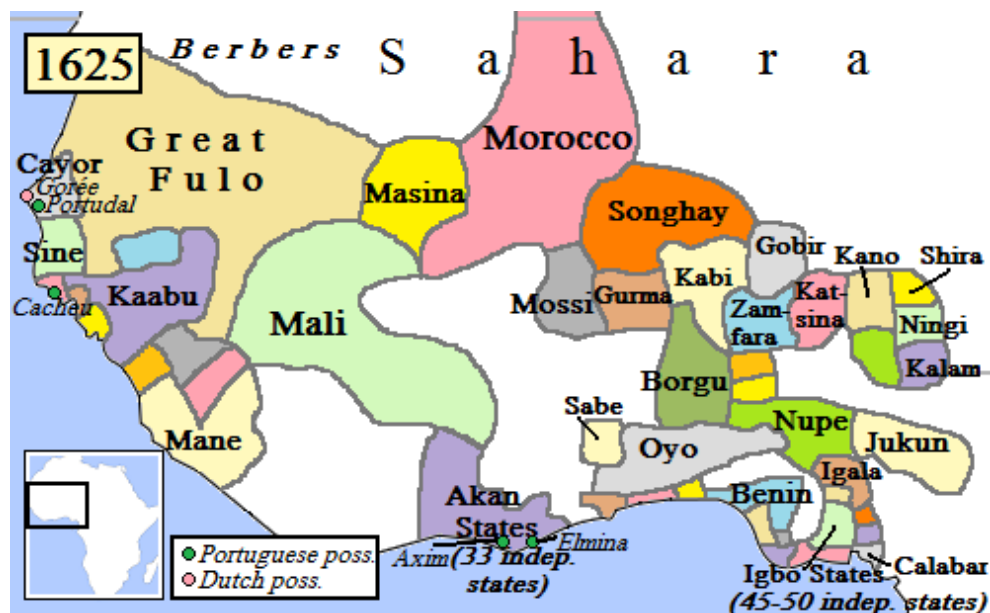 1625
Berbers
Sahara
Great
Fulo
Morocco
Masina
Cayor
Gorée
Portudal
Sine
Songhay
Gobir
Kano
Shira
Kaabu
Cacheu
Mali
Mossi
Gurma
Kabi
Zam-
fara
Kat-
sina
Ningi
Kalam
Borgu
Sabe
Mane
Oyo
Nupe
Jukun
Igala
Akan
States
(33 indep.
states)
Axim
Elmina
Benin
Igbo States
(45-50 indep. states)
Calabar
Portuguese poss.
Dutch poss.